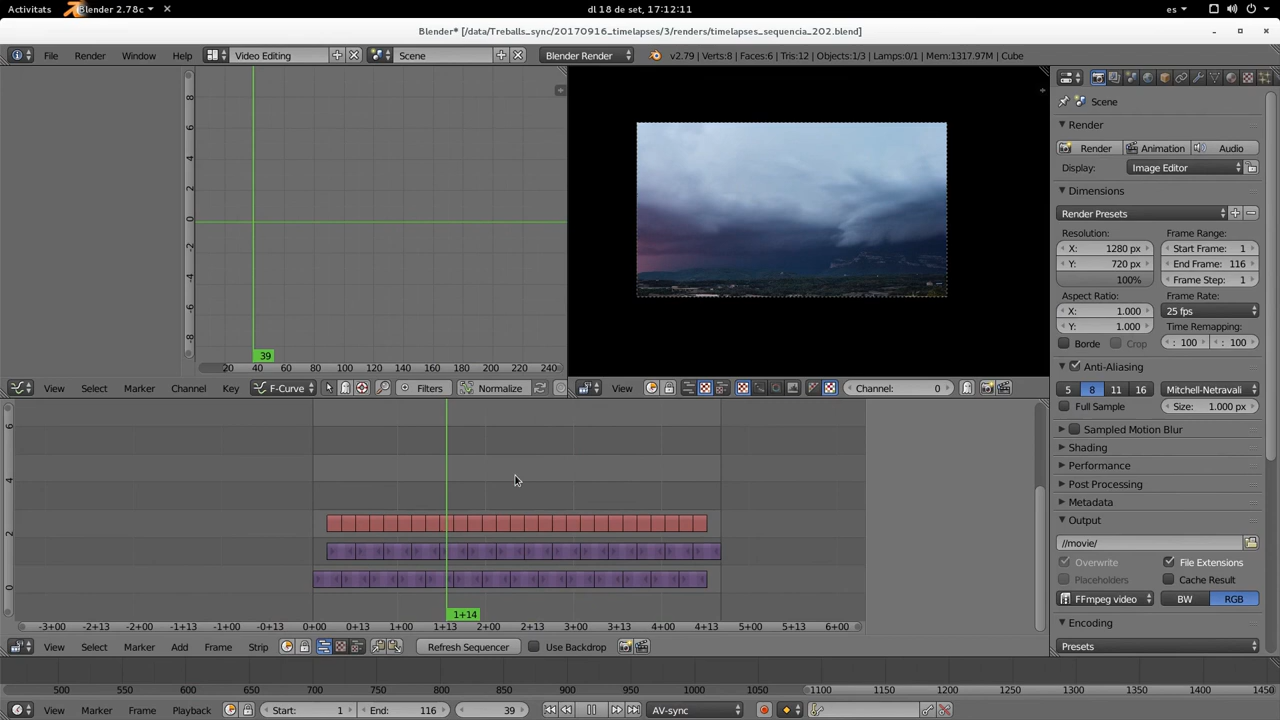 Activitats Blender 2.78c dl 18 de set, 17:12:11 es
Blender* [/data/Treballs_sync/20170916_timelapses/3/renders/timelapses_sequencia_202.blend]
File Render Window Help Video Editing Scene Blender Render v2.79 | Verts:8 | Faces:6 | Tris:12 | Objects:1/3 | Lamps:0/1 | Mem:1317.97M | Cube
8
6
4
2
0
-2
-4
-6
-8
39
20 40 60 80 100 120 140 160 180 200 220 240
View Select Marker Channel Key F-Curve Filters Normalize
View Channel: 0
Scene
Render
Render Animation Audio
Display: Image Editor
Dimensions
Render Presets
Resolution: Frame Range:
X: 1280 px Start Frame: 1
Y: 720 px End Frame: 116
100% Frame Step: 1
Aspect Ratio: Frame Rate:
X: 1.000 25 fps
Y: 1.000 Time Remapping:
Borde Crop : 100 : 100
Anti-Aliasing
5 8 11 16 Mitchell-Netravali
Full Sample Size: 1.000 px
Sampled Motion Blur
Shading
Performance
Post Processing
Metadata
Output
//movie/
Overwrite File Extensions
Placeholders Cache Result
FFmpeg video BW RGB
Encoding
Presets
6
4
2
0
1+14
-3+00 -2+13 -2+00 -1+13 -1+00 -0+13 0+00 0+13 1+00 1+13 2+00 2+13 3+00 3+13 4+00 4+13 5+00 5+13 6+00
View Select Marker Add Frame Strip Refresh Sequencer Use Backdrop
500 550 600 650 700 750 800 850 900 950 1000 1050 1100 1150 1200 1250 1300 1350 1400 1450
View Marker Frame Playback Start: 1 End: 116 39 AV-sync